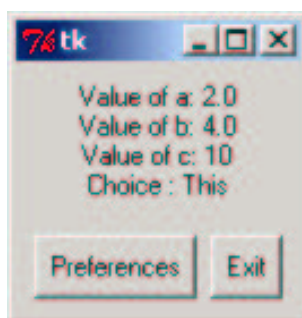 tk
Value of a: 2.0
Value of b: 4.0
Value of c: 10
Choice : This
Preferences
Exit